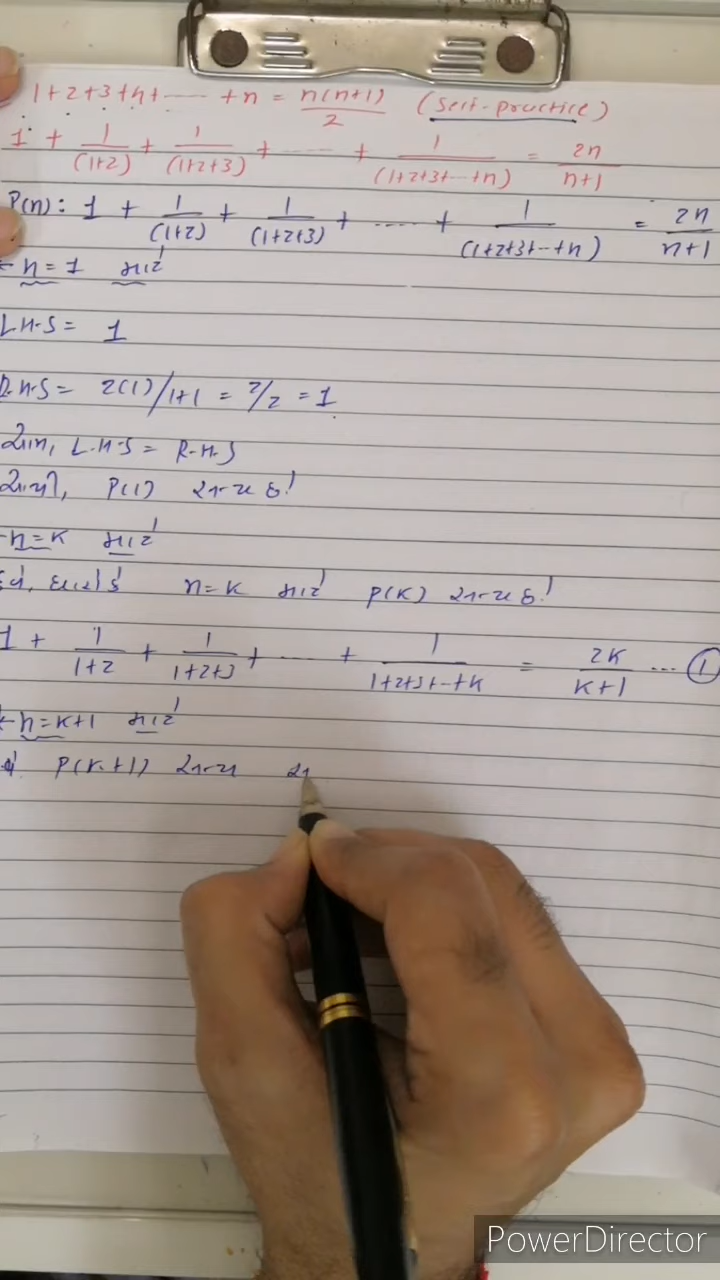 1+2+3+4+ ...... +n = n(n+1)/2 (Self-practice)
1 + 1/(1+2) + 1/(1+2+3) + ...... + 1/(1+2+3+...+n) = 2n/n+1
P(n): 1 + 1/(1+2) + 1/(1+2+3) + ...... + 1/(1+2+3+...+n) = 2n/n+1
n=1 માટે
L.H.S = 1
R.H.S = 2(1)/1+1 = 2/2 = 1
આમ, L.H.S = R.H.S
આથી, P(1) સત્ય છે.
n=k માટે
ધારો કે n=k માટે P(k) સત્ય છે.
1 + 1/1+2 + 1/1+2+3 + ...... + 1/1+2+3+...+k = 2k/k+1 ... ①
n=k+1 માટે
P(k+1) સત્ય
PowerDirector